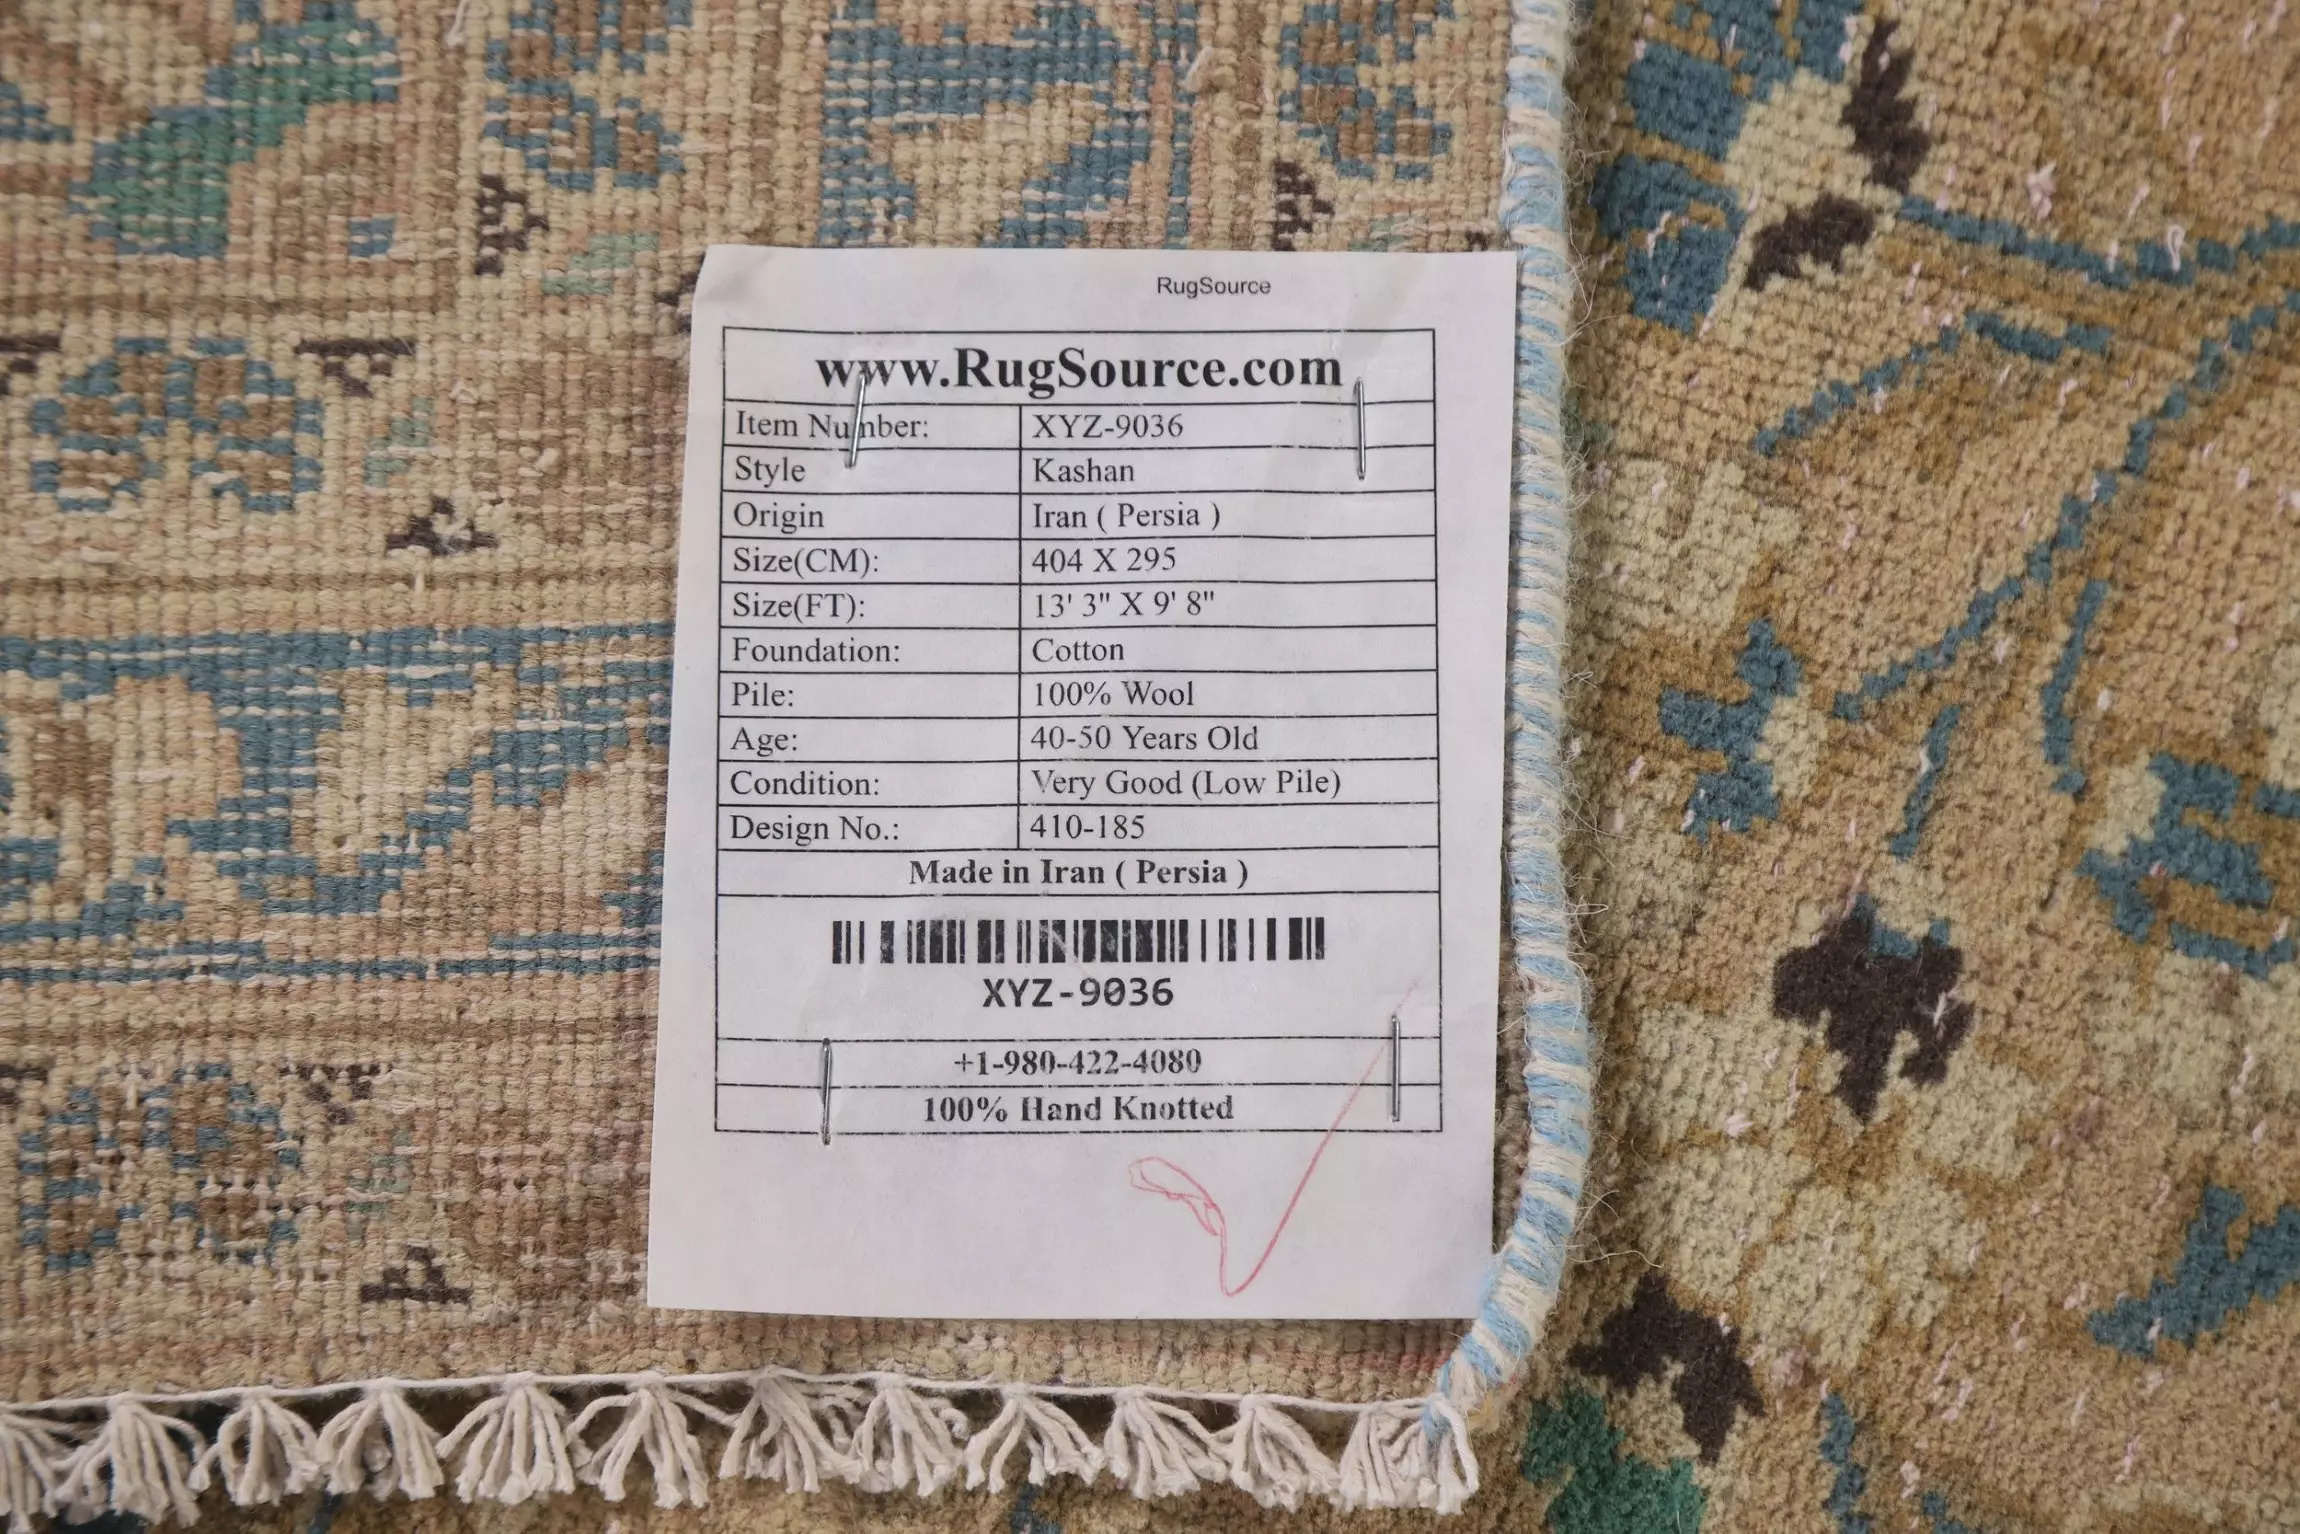 RugSource
www.RugSource.com
Item Number: XYZ-9036
Style Kashan
Origin Iran ( Persia )
Size(CM): 404 X 295
Size(FT): 13' 3" X 9' 8"
Foundation: Cotton
Pile: 100% Wool
Age: 40-50 Years Old
Condition: Very Good (Low Pile)
Design No.: 410-185
Made in Iran ( Persia )
XYZ-9036
+1-980-422-4080
100% Hand Knotted